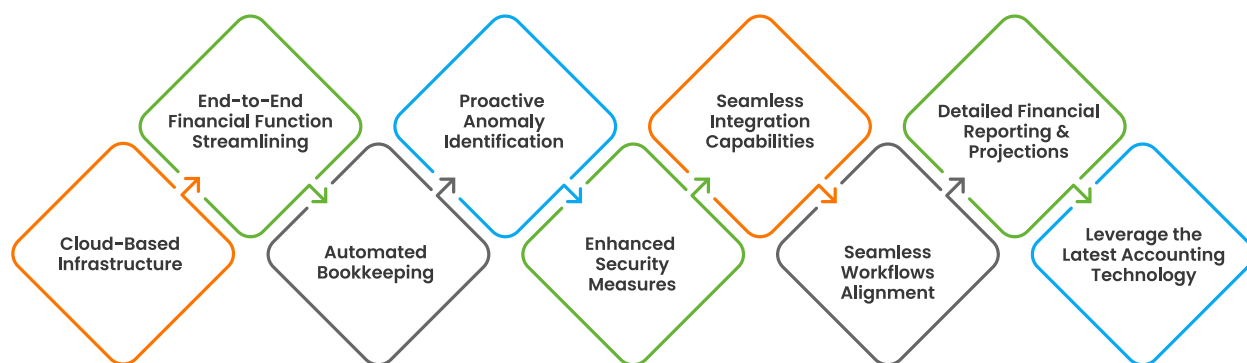 Cloud-Based
Infrastructure
End-to-End
Financial Function
Streamlining
Automated
Bookkeeping
Proactive
Anomaly
Identification
Enhanced
Security
Measures
Seamless
Integration
Capabilities
Seamless
Workflows
Alignment
Detailed Financial
Reporting &
Projections
Leverage the
Latest Accounting
Technology